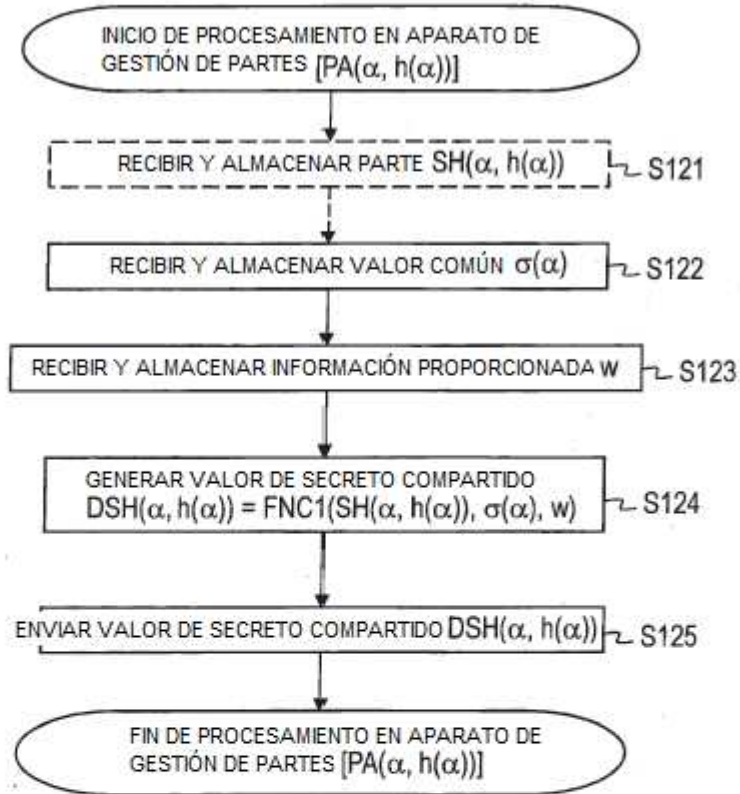 INICIO DE PROCESAMIENTO EN APARATO DE
GESTIÓN DE PARTES [PA(α, h(α))]
RECIBIR Y ALMACENAR PARTE SH(α, h(α))
S121
RECIBIR Y ALMACENAR VALOR COMÚN σ(α)
S122
RECIBIR Y ALMACENAR INFORMACIÓN PROPORCIONADA w
S123
GENERAR VALOR DE SECRETO COMPARTIDO
DSH(α, h(α)) = FNC1(SH(α, h(α)), σ(α), w)
S124
ENVIAR VALOR DE SECRETO COMPARTIDO DSH(α, h(α))
S125
FIN DE PROCESAMIENTO EN APARATO DE
GESTIÓN DE PARTES [PA(α, h(α))]